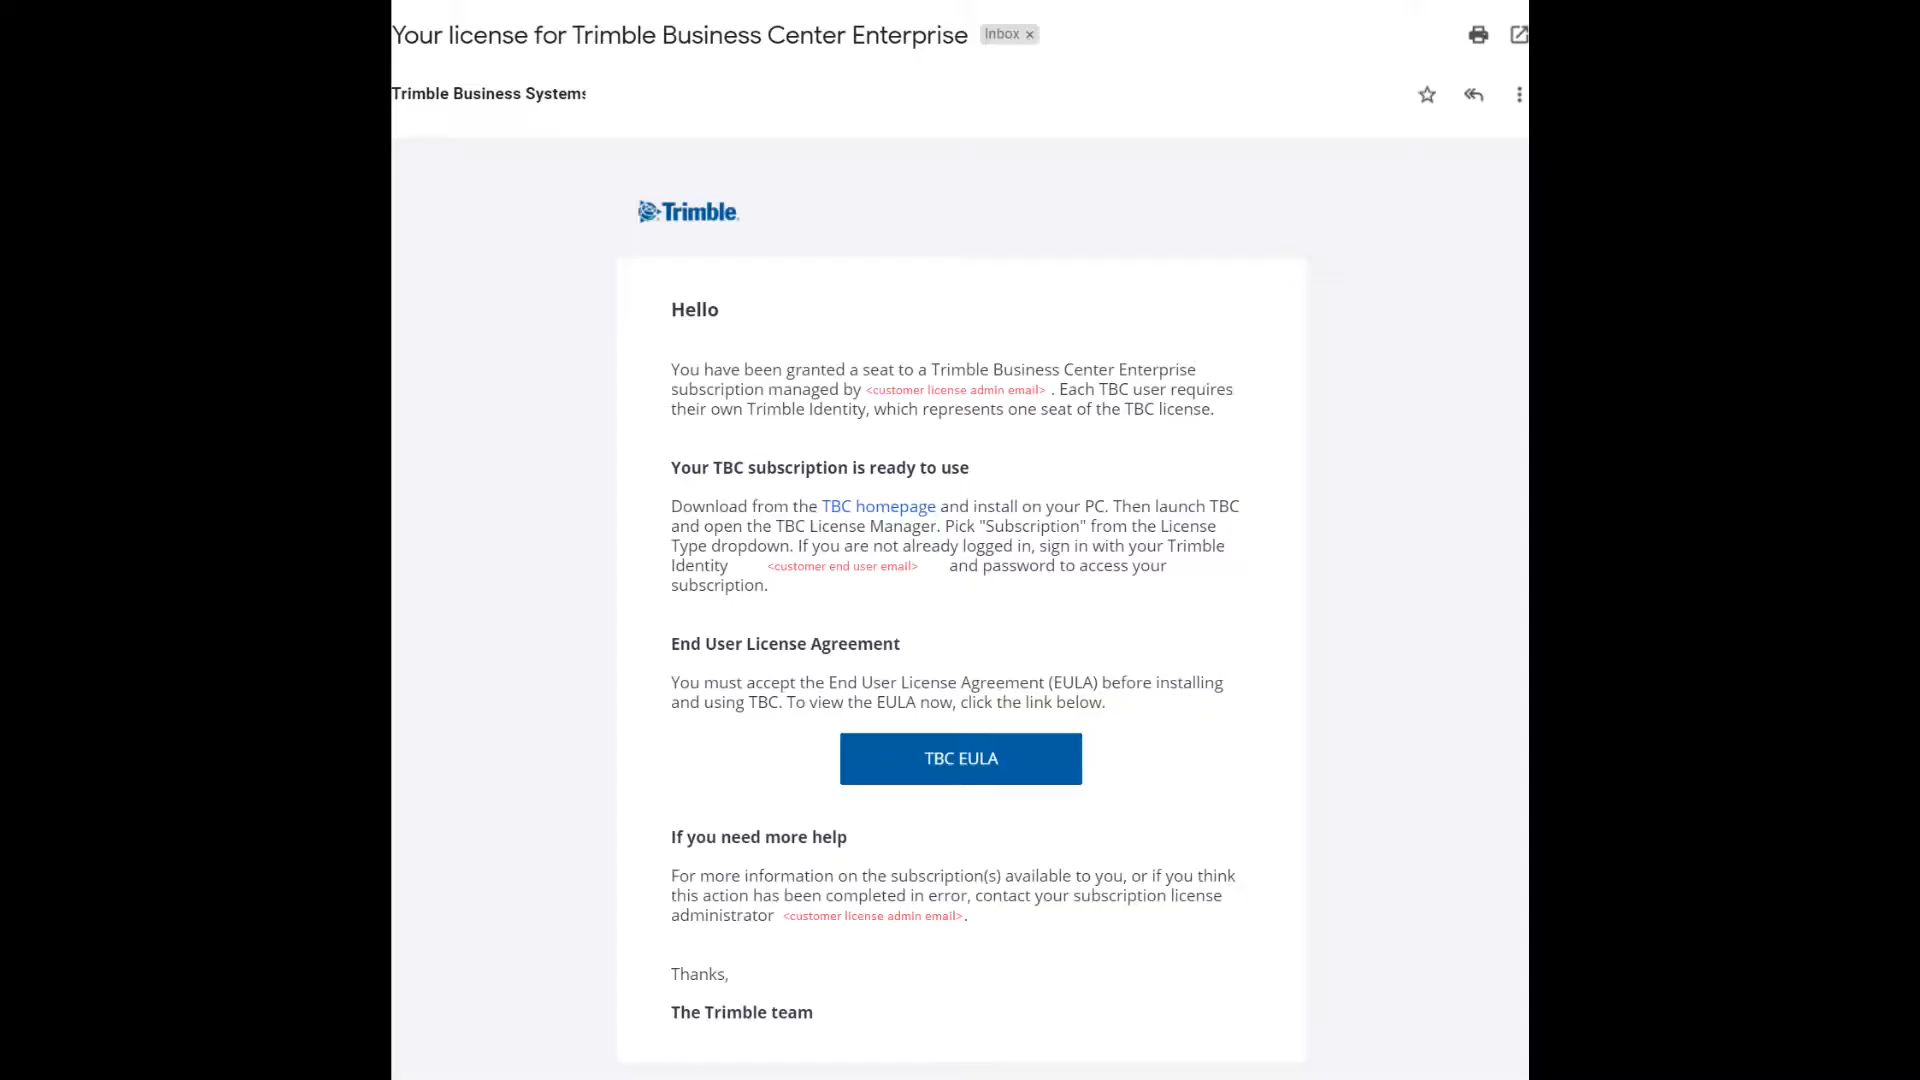 Your license for Trimble Business Center Enterprise Inbox ×
Trimble Business Systems
Trimble
Hello
You have been granted a seat to a Trimble Business Center Enterprise
subscription managed by <customer license admin email> . Each TBC user requires
their own Trimble Identity, which represents one seat of the TBC license.
Your TBC subscription is ready to use
Download from the TBC homepage and install on your PC. Then launch TBC
and open the TBC License Manager. Pick "Subscription" from the License
Type dropdown. If you are not already logged in, sign in with your Trimble
Identity <customer end user email> and password to access your
subscription.
End User License Agreement
You must accept the End User License Agreement (EULA) before installing
and using TBC. To view the EULA now, click the link below.
TBC EULA
If you need more help
For more information on the subscription(s) available to you, or if you think
this action has been completed in error, contact your subscription license
administrator <customer license admin email>.
Thanks,
The Trimble team